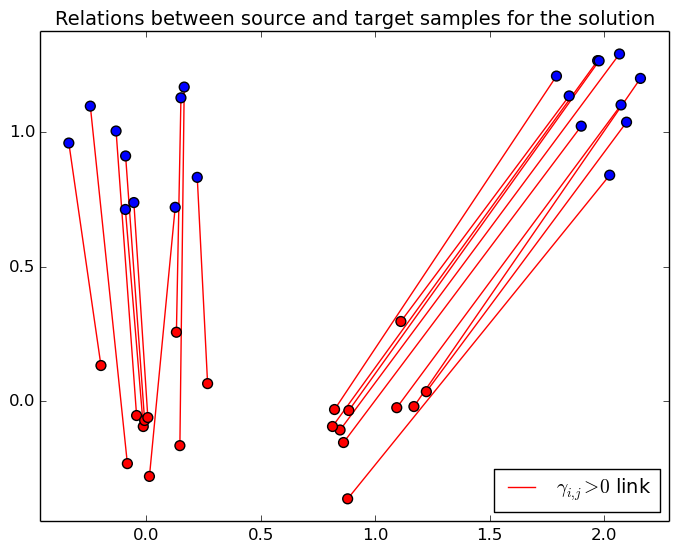 Relations between source and target samples for the solution
1.0
0.5
0.0
0.0 0.5 1.0 1.5 2.0
γi,j>0 link